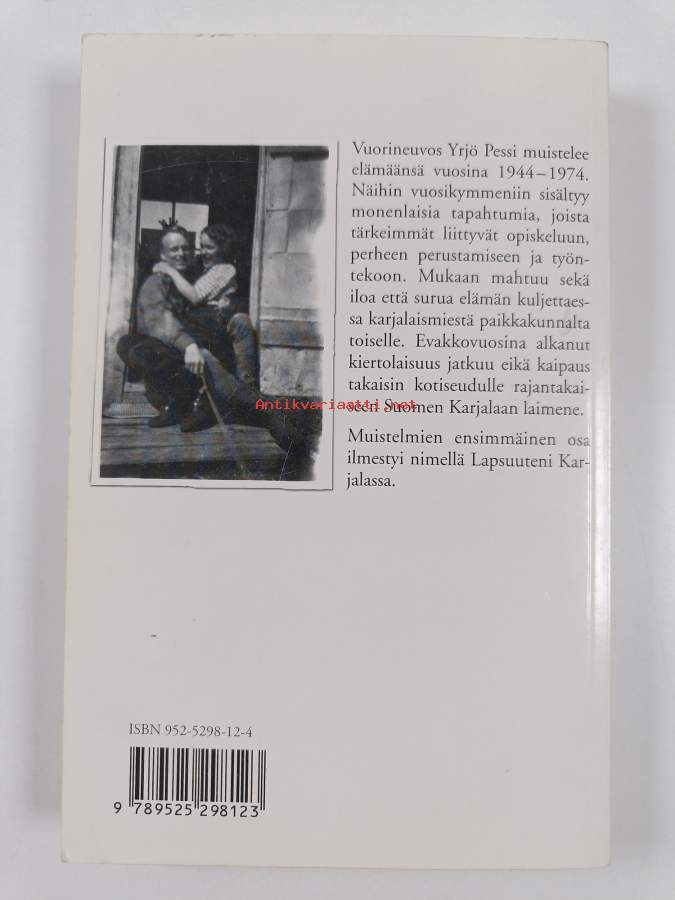 Vuorineuvos Yrjö Pessi muistelee
elämäänsä vuosina 1944–1974.
Näihin vuosikymmeniin sisältyy
monenlaisia tapahtumia, joista
tärkeimmät liittyvät opiskeluun,
perheen perustamiseen ja työn-
tekoon. Mukaan mahtuu sekä
iloa että surua elämän kuljettaes-
sa karjalaismiestä paikkakunnalta
toiselle. Evakkovuosina alkanut
kiertolaisuus jatkuu eikä kaipaus
takaisin kotiseudulle rajantakai-
seen Suomen Karjalaan laimene.
Antikvariaatti.net
Muistelmien ensimmäinen osa
ilmestyi nimellä Lapsuuteni Kar-
jalassa.
ISBN 952-5298-12-4
9 789525 298123